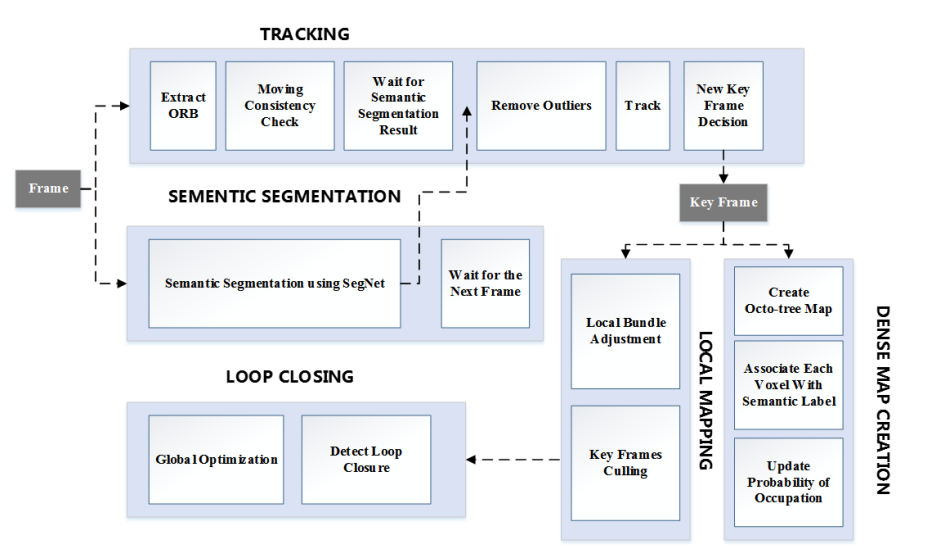 TRACKING
Extract
ORB
Moving
Consistency
Check
Wait for
Semantic
Segmentation
Result
Remove Outliers
Track
New Key
Frame
Decision
Frame
SEMENTIC SEGMENTATION
Key Frame
Semantic Segmentation using SegNet
Wait for the
Next Frame
Local Bundle
Adjustment
Key Frames
Culling
LOCAL MAPPING
Create
Octo-tree Map
Associate Each
Voxel With
Semantic Label
Update
Probability of
Occupation
DENSE MAP CREATION
LOOP CLOSING
Global Optimization
Detect Loop
Closure